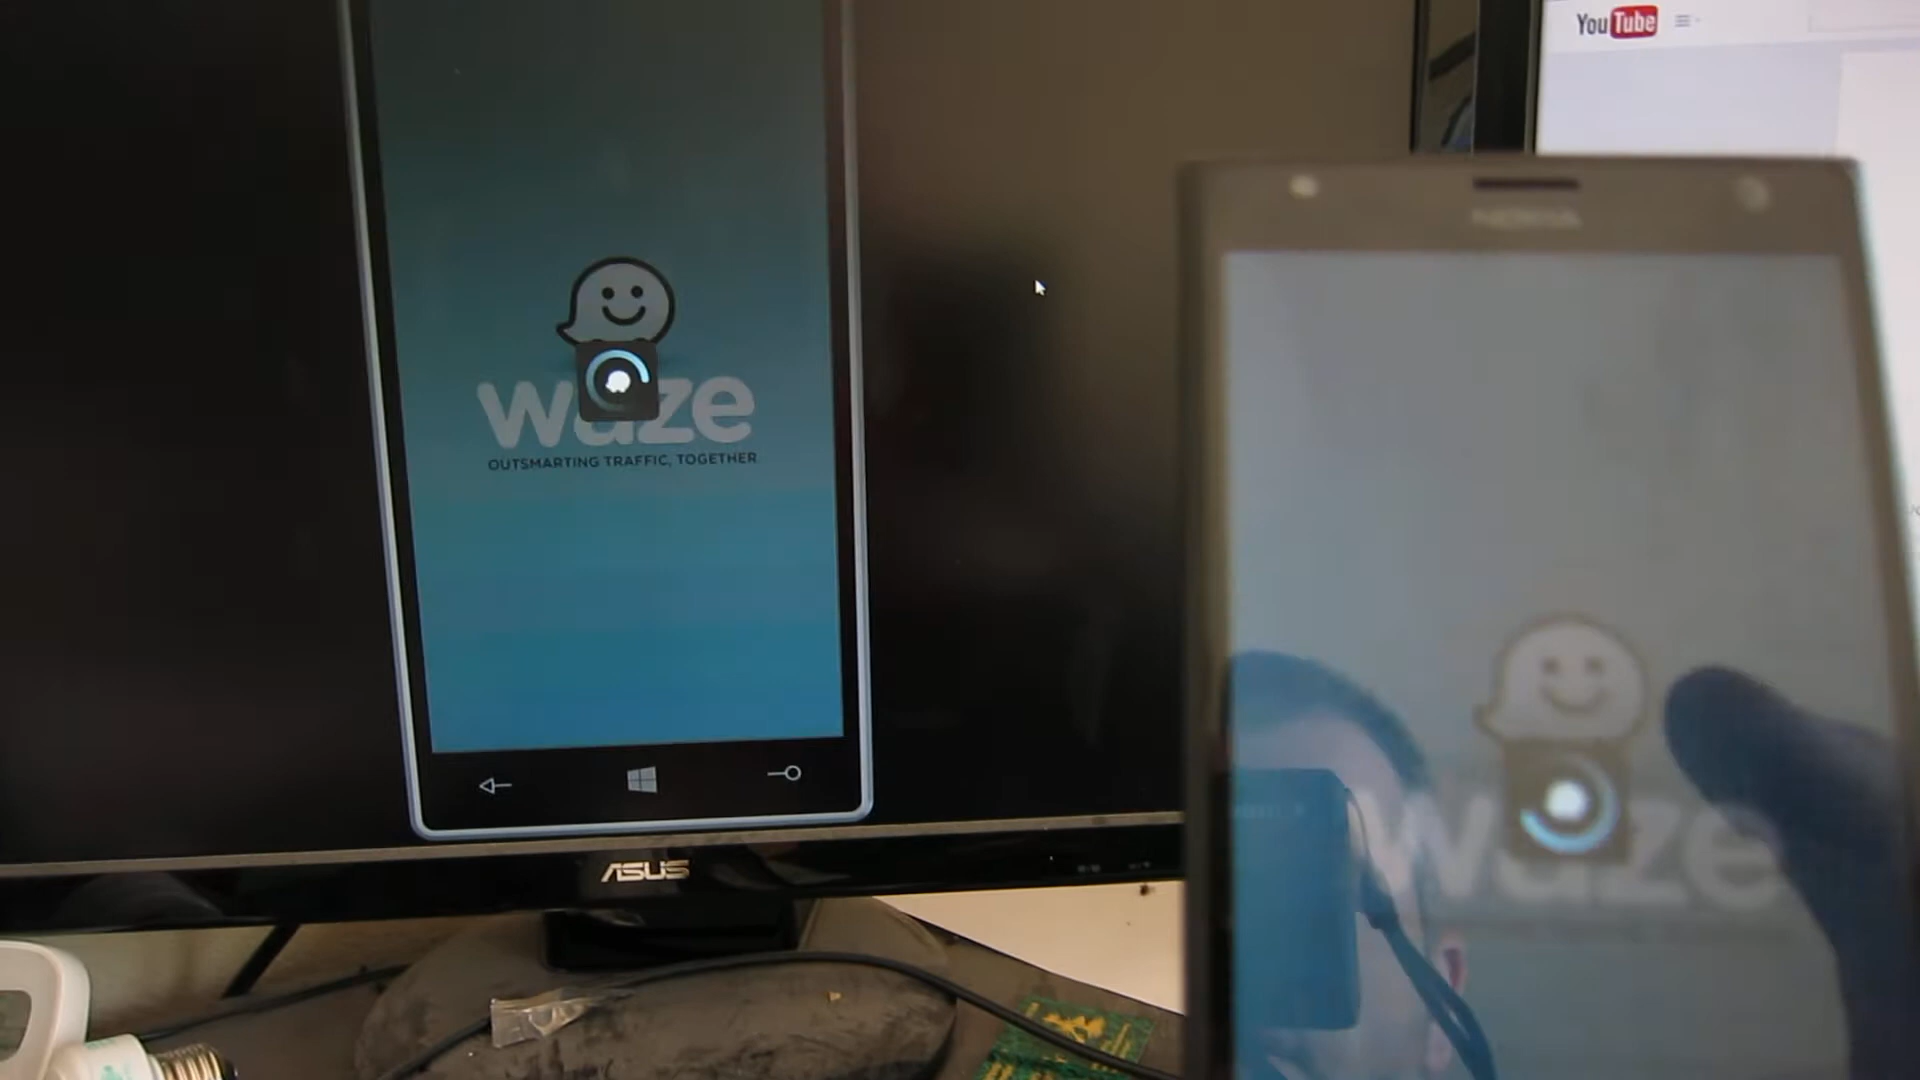 YouTube
NOKIA
waze
OUTSMARTING TRAFFIC, TOGETHER
waze
ASUS